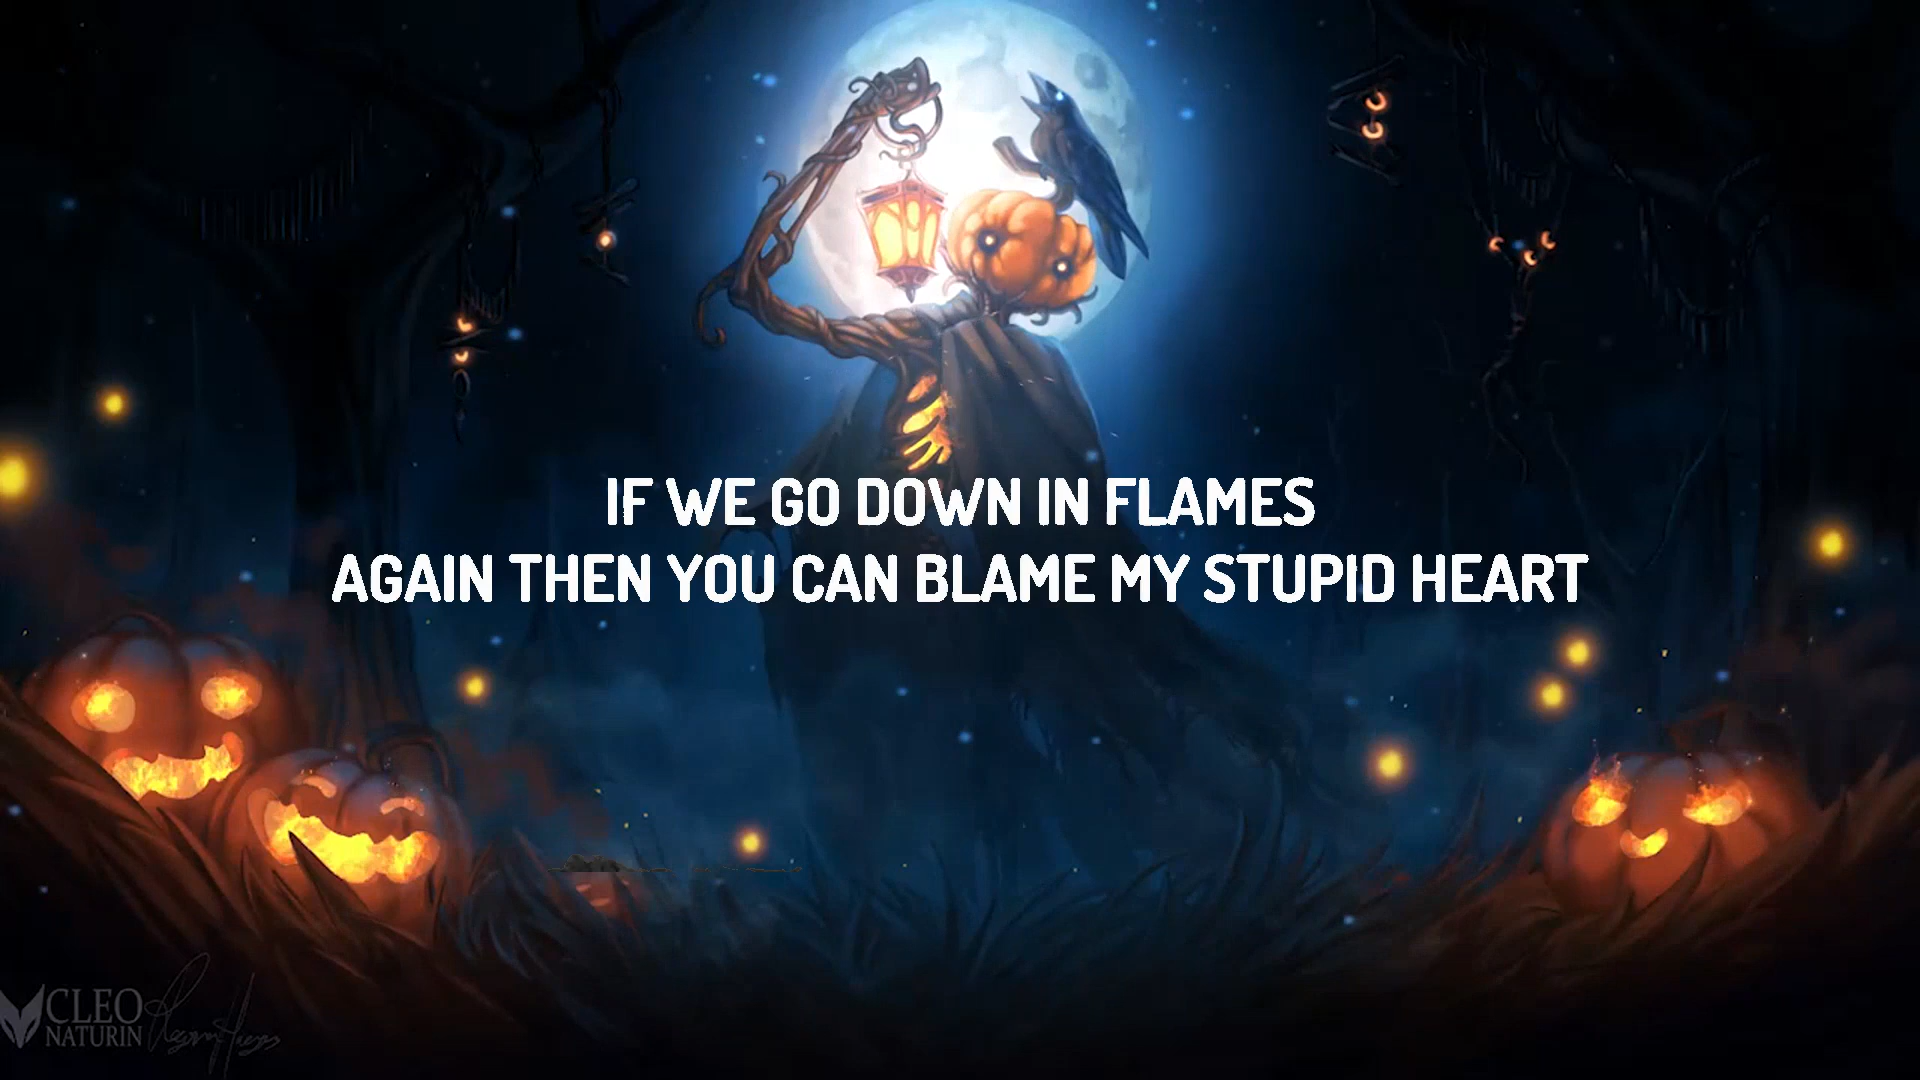 IF WE GO DOWN IN FLAMES
AGAIN THEN YOU CAN BLAME MY STUPID HEART
CLEO
NATURIN